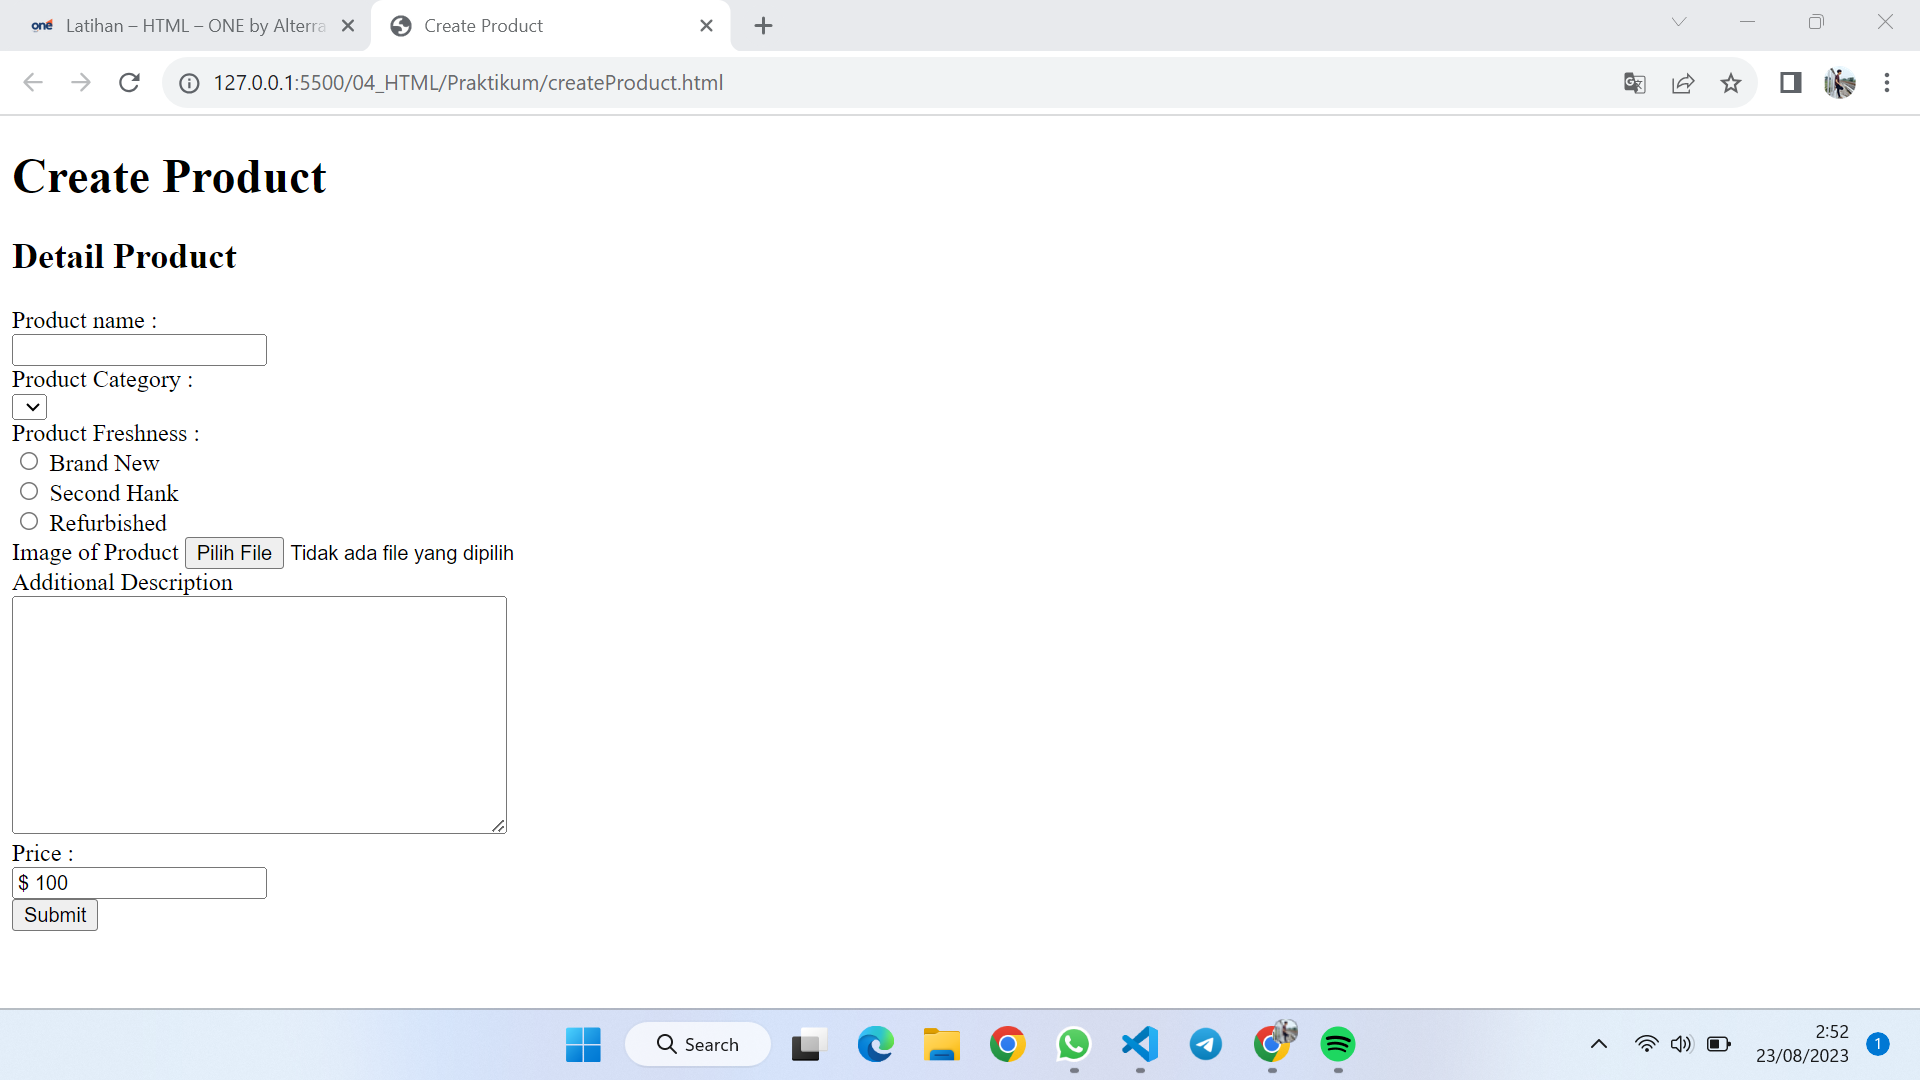 one Latihan – HTML – ONE by Alterra
Create Product
127.0.0.1:5500/04_HTML/Praktikum/createProduct.html
Create Product
Detail Product
Product name :
Product Category :
Product Freshness :
Brand New
Second Hank
Refurbished
Image of Product Pilih File Tidak ada file yang dipilih
Additional Description
Price :
$ 100
Submit
Search
2:52
23/08/2023
1